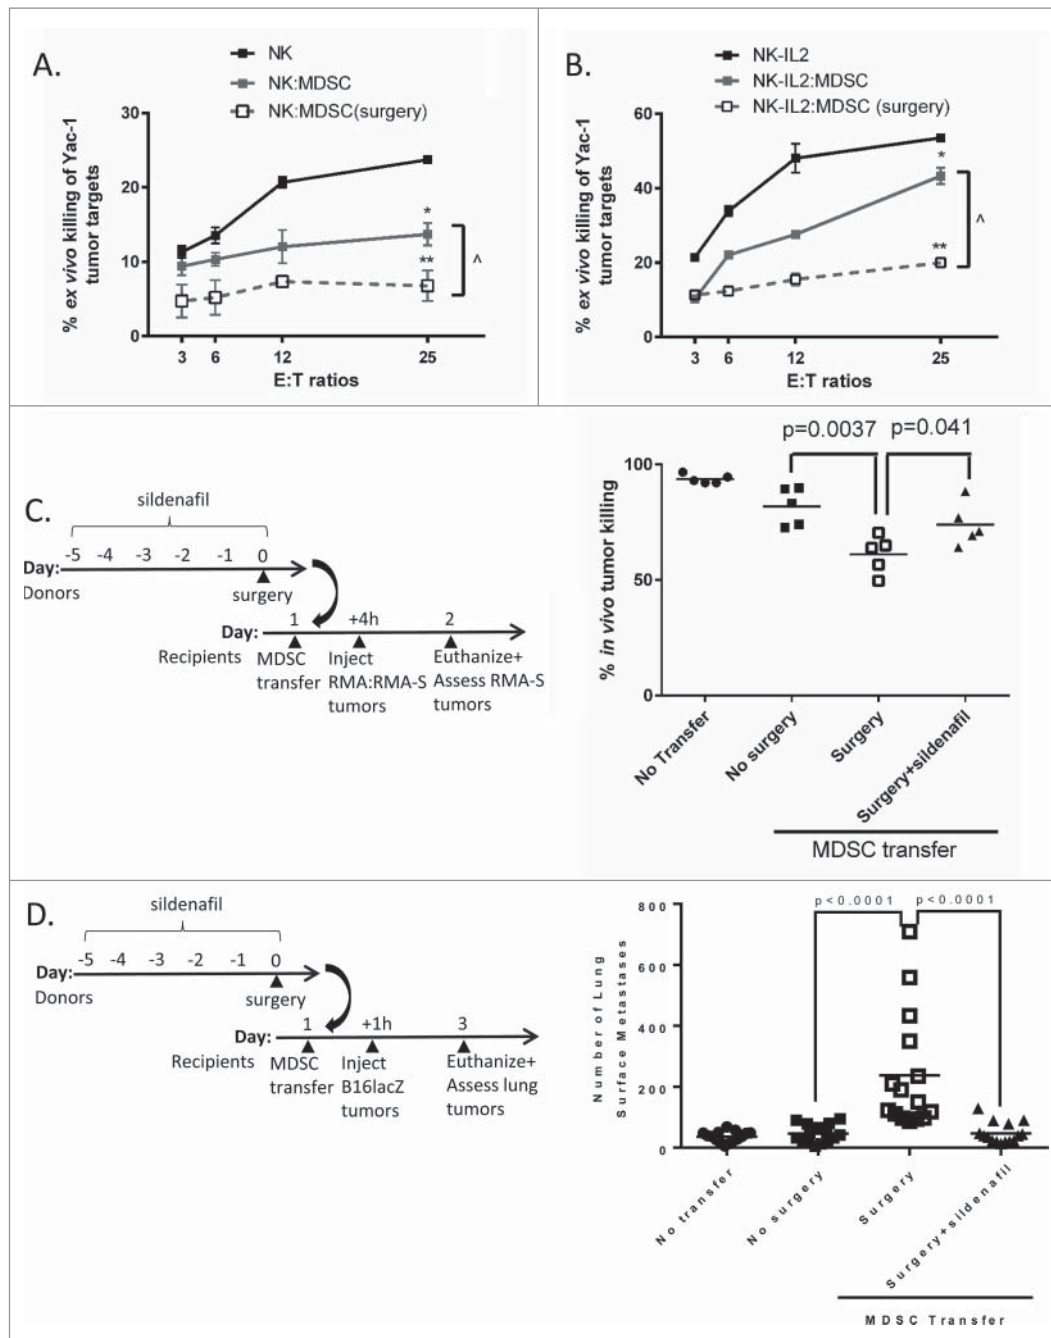 A.
NK
NK:MDSC
NK:MDSC(surgery)
% ex vivo killing of Yac-1
tumor targets
30
20
10
0
*
**
^
3 6 12 25
E:T ratios
B.
NK-IL2
NK-IL2:MDSC
NK-IL2:MDSC (surgery)
% ex vivo killing of Yac-1
tumor targets
60
40
20
0
*
**
^
3 6 12 25
E:T ratios
C.
sildenafil
-5 -4 -3 -2 -1 0
Day:
Donors
surgery
Day: 1 +4h 2
Recipients
MDSC
transfer
Inject
RMA:RMA-S
tumors
Euthanize+
Assess RMA-S
tumors
p=0.0037 p=0.041
% in vivo tumor killing
100
50
0
No Transfer
No surgery
Surgery
Surgery+sildenafil
MDSC transfer
D.
sildenafil
-5 -4 -3 -2 -1 0
Day:
Donors
surgery
Day: 1 +1h 3
Recipients
MDSC
transfer
Inject
B16lacZ
tumors
Euthanize+
Assess lung
tumors
p<0.0001 p<0.0001
Number of Lung
Surface Metastases
800
600
400
200
0
No transfer
No surgery
Surgery
Surgery+sildenafil
MDSC Transfer